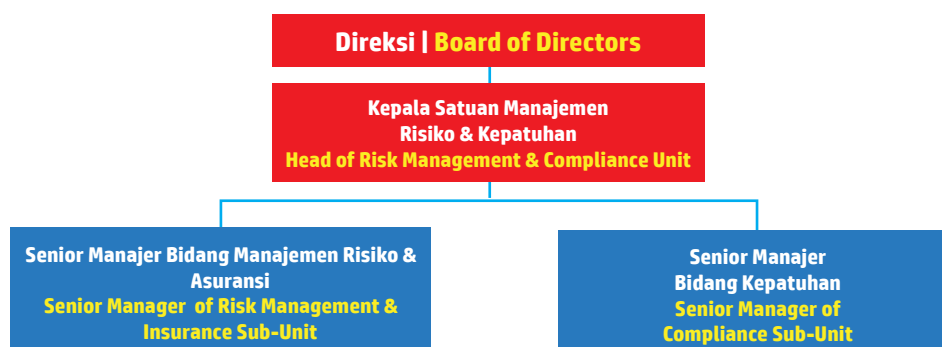 Direksi | Board of Directors
Kepala Satuan Manajemen
Risiko & Kepatuhan
Head of Risk Management & Compliance Unit
Senior Manajer Bidang Manajemen Risiko &
Asuransi
Senior Manager of Risk Management &
Insurance Sub-Unit
Senior Manajer
Bidang Kepatuhan
Senior Manager of
Compliance Sub-Unit